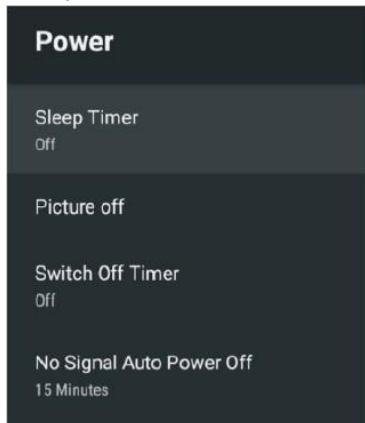 Power
Sleep Timer
Off
Picture off
Switch Off Timer
Off
No Signal Auto Power Off
15 Minutes